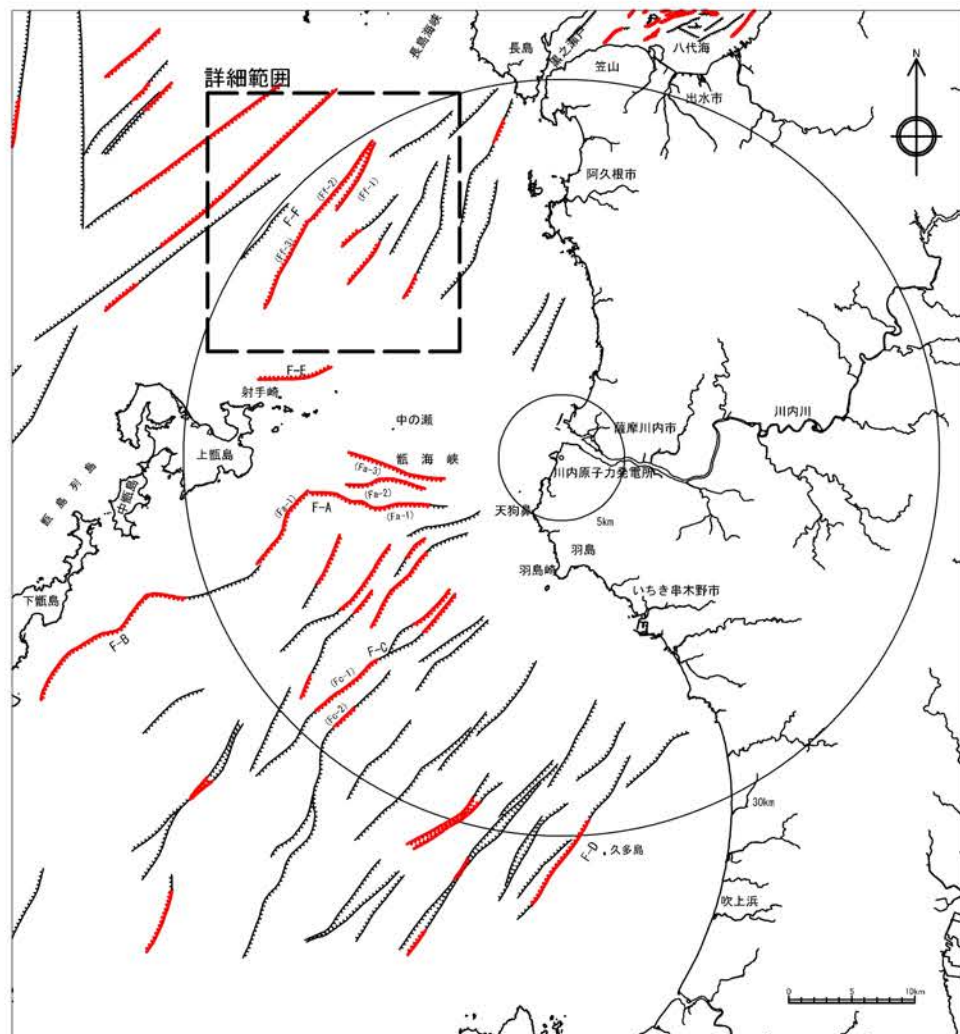 長島海峡
長島
黒之瀬戸
八代海
笠山
出水市
N
詳細範囲
阿久根市
(Ff-2)
(Ff-1)
F-F
(Ff-3)
F-E
射手崎
中の瀬
川内川
薩摩川内市
上甑島
甑海峡
(Fa-3)
川内原子力発電所
(Fa-2)
甑島列島
中甑島
(Fa-1)
F-A
(Fa-1)
天狗鼻
5km
羽島
羽島崎
下甑島
いちき串木野市
F-B
F-C
(Fc-1)
(Fc-2)
30km
F-D
久多島
吹上浜
0 5 10km